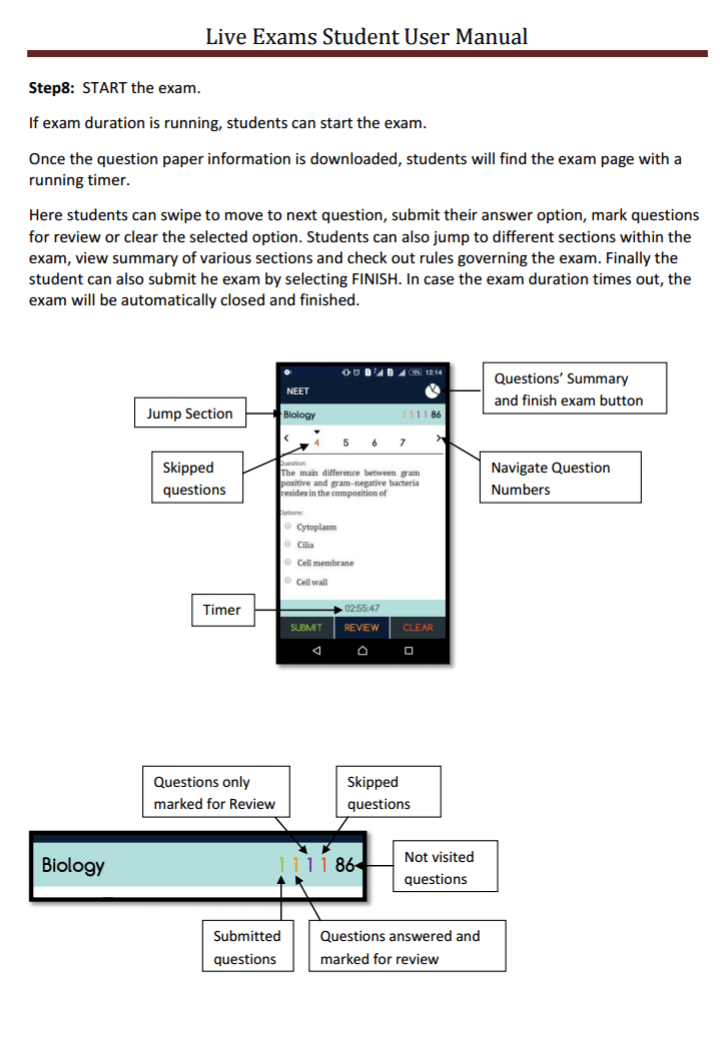 Live Exams Student User Manual
Step8: START the exam.
If exam duration is running, students can start the exam.
Once the question paper information is downloaded, students will find the exam page with a
running timer.
Here students can swipe to move to next question, submit their answer option, mark questions
for review or clear the selected option. Students can also jump to different sections within the
exam, view summary of various sections and check out rules governing the exam. Finally the
student can also submit he exam by selecting FINISH. In case the exam duration times out, the
exam will be automatically closed and finished.
12:14
NEET
Questions' Summary
and finish exam button
Jump Section
Biology
1 1 1 1 86
4 5 6 7
Skipped
questions
Navigate Question
Numbers
Question:
The main difference between gram
positive and gram-negative bacteria
resides in the composition of
Options:
Cytoplasm
Cilia
Cell membrane
Cell wall
Timer
02:55:47
SUBMIT REVIEW CLEAR
Questions only
marked for Review
Skipped
questions
Biology
1 1 1 1 86
Not visited
questions
Submitted
questions
Questions answered and
marked for review